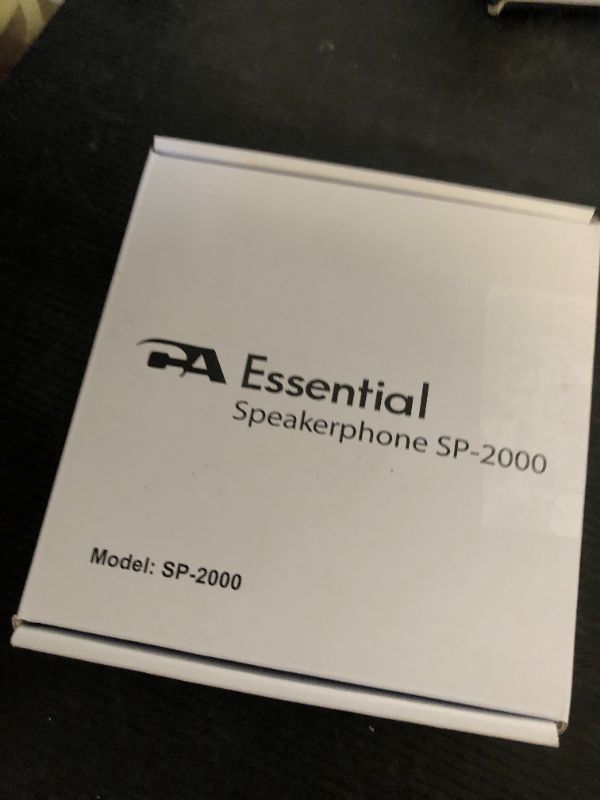 CA Essential
Speakerphone SP-2000
Model: SP-2000